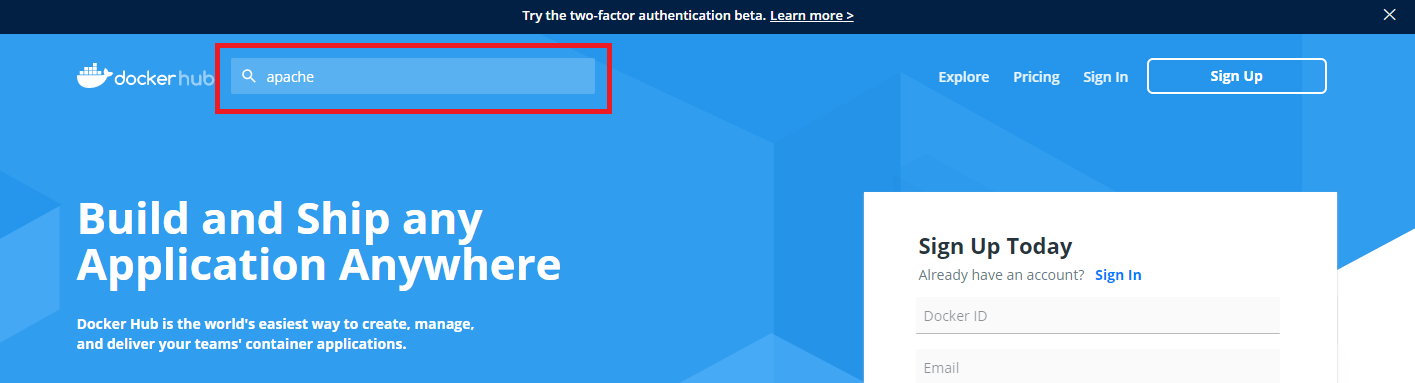 Try the two-factor authentication beta. Learn more >
docker hub
apache
Explore Pricing Sign In Sign Up
Build and Ship any
Application Anywhere
Docker Hub is the world's easiest way to create, manage,
and deliver your teams' container applications.
Sign Up Today
Already have an account? Sign In
Docker ID
Email